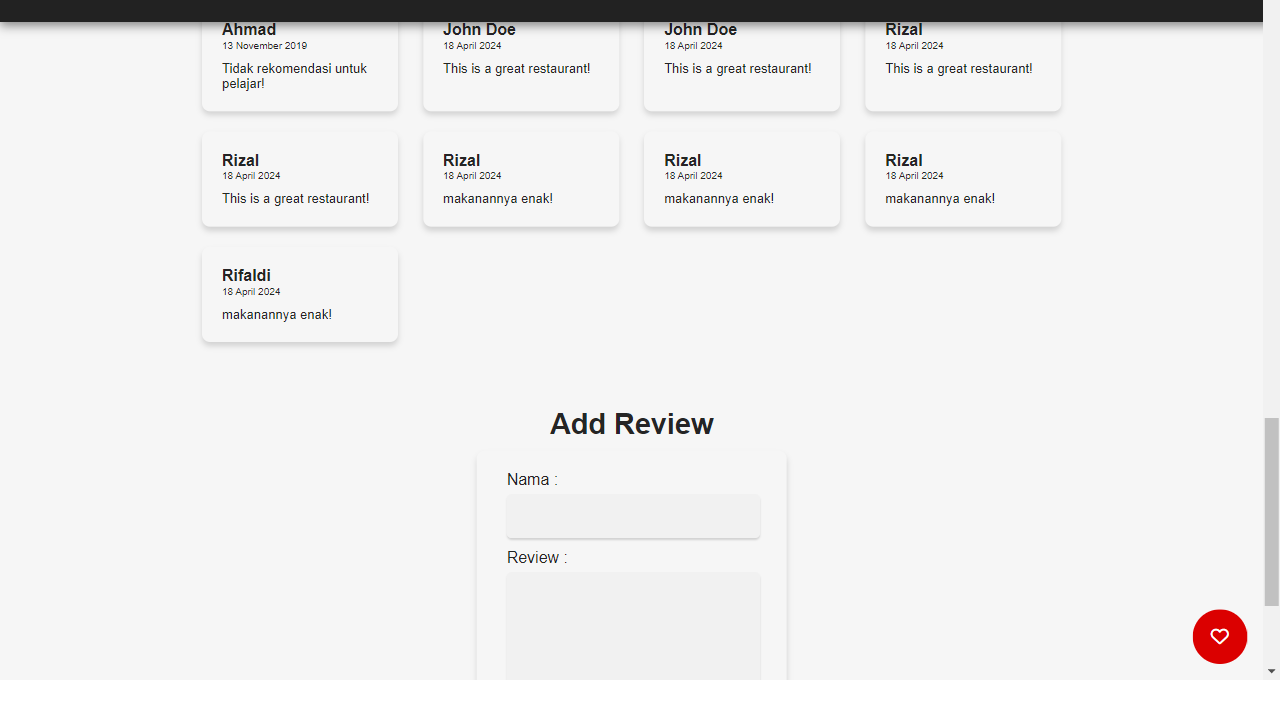 Ahmad
13 November 2019
Tidak rekomendasi untuk
pelajar!
John Doe
18 April 2024
This is a great restaurant!
John Doe
18 April 2024
This is a great restaurant!
Rizal
18 April 2024
This is a great restaurant!
Rizal
18 April 2024
This is a great restaurant!
Rizal
18 April 2024
makanannya enak!
Rizal
18 April 2024
makanannya enak!
Rizal
18 April 2024
makanannya enak!
Rifaldi
18 April 2024
makanannya enak!
Add Review
Nama :
Review :